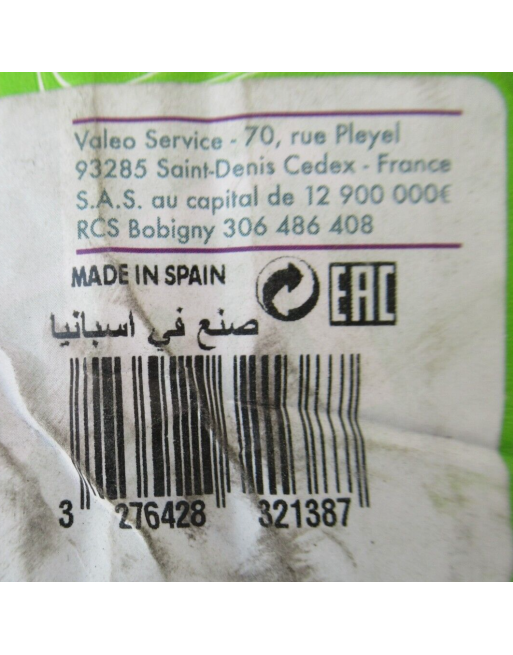 Valeo Service - 70, rue Pleyel
93285 Saint-Denis Cedex - France
S.A.S. au capital de 12 900 000€
RCS Bobigny 306 486 408
MADE IN SPAIN
EAC
صنع في اسبانيا
3 276428 321387